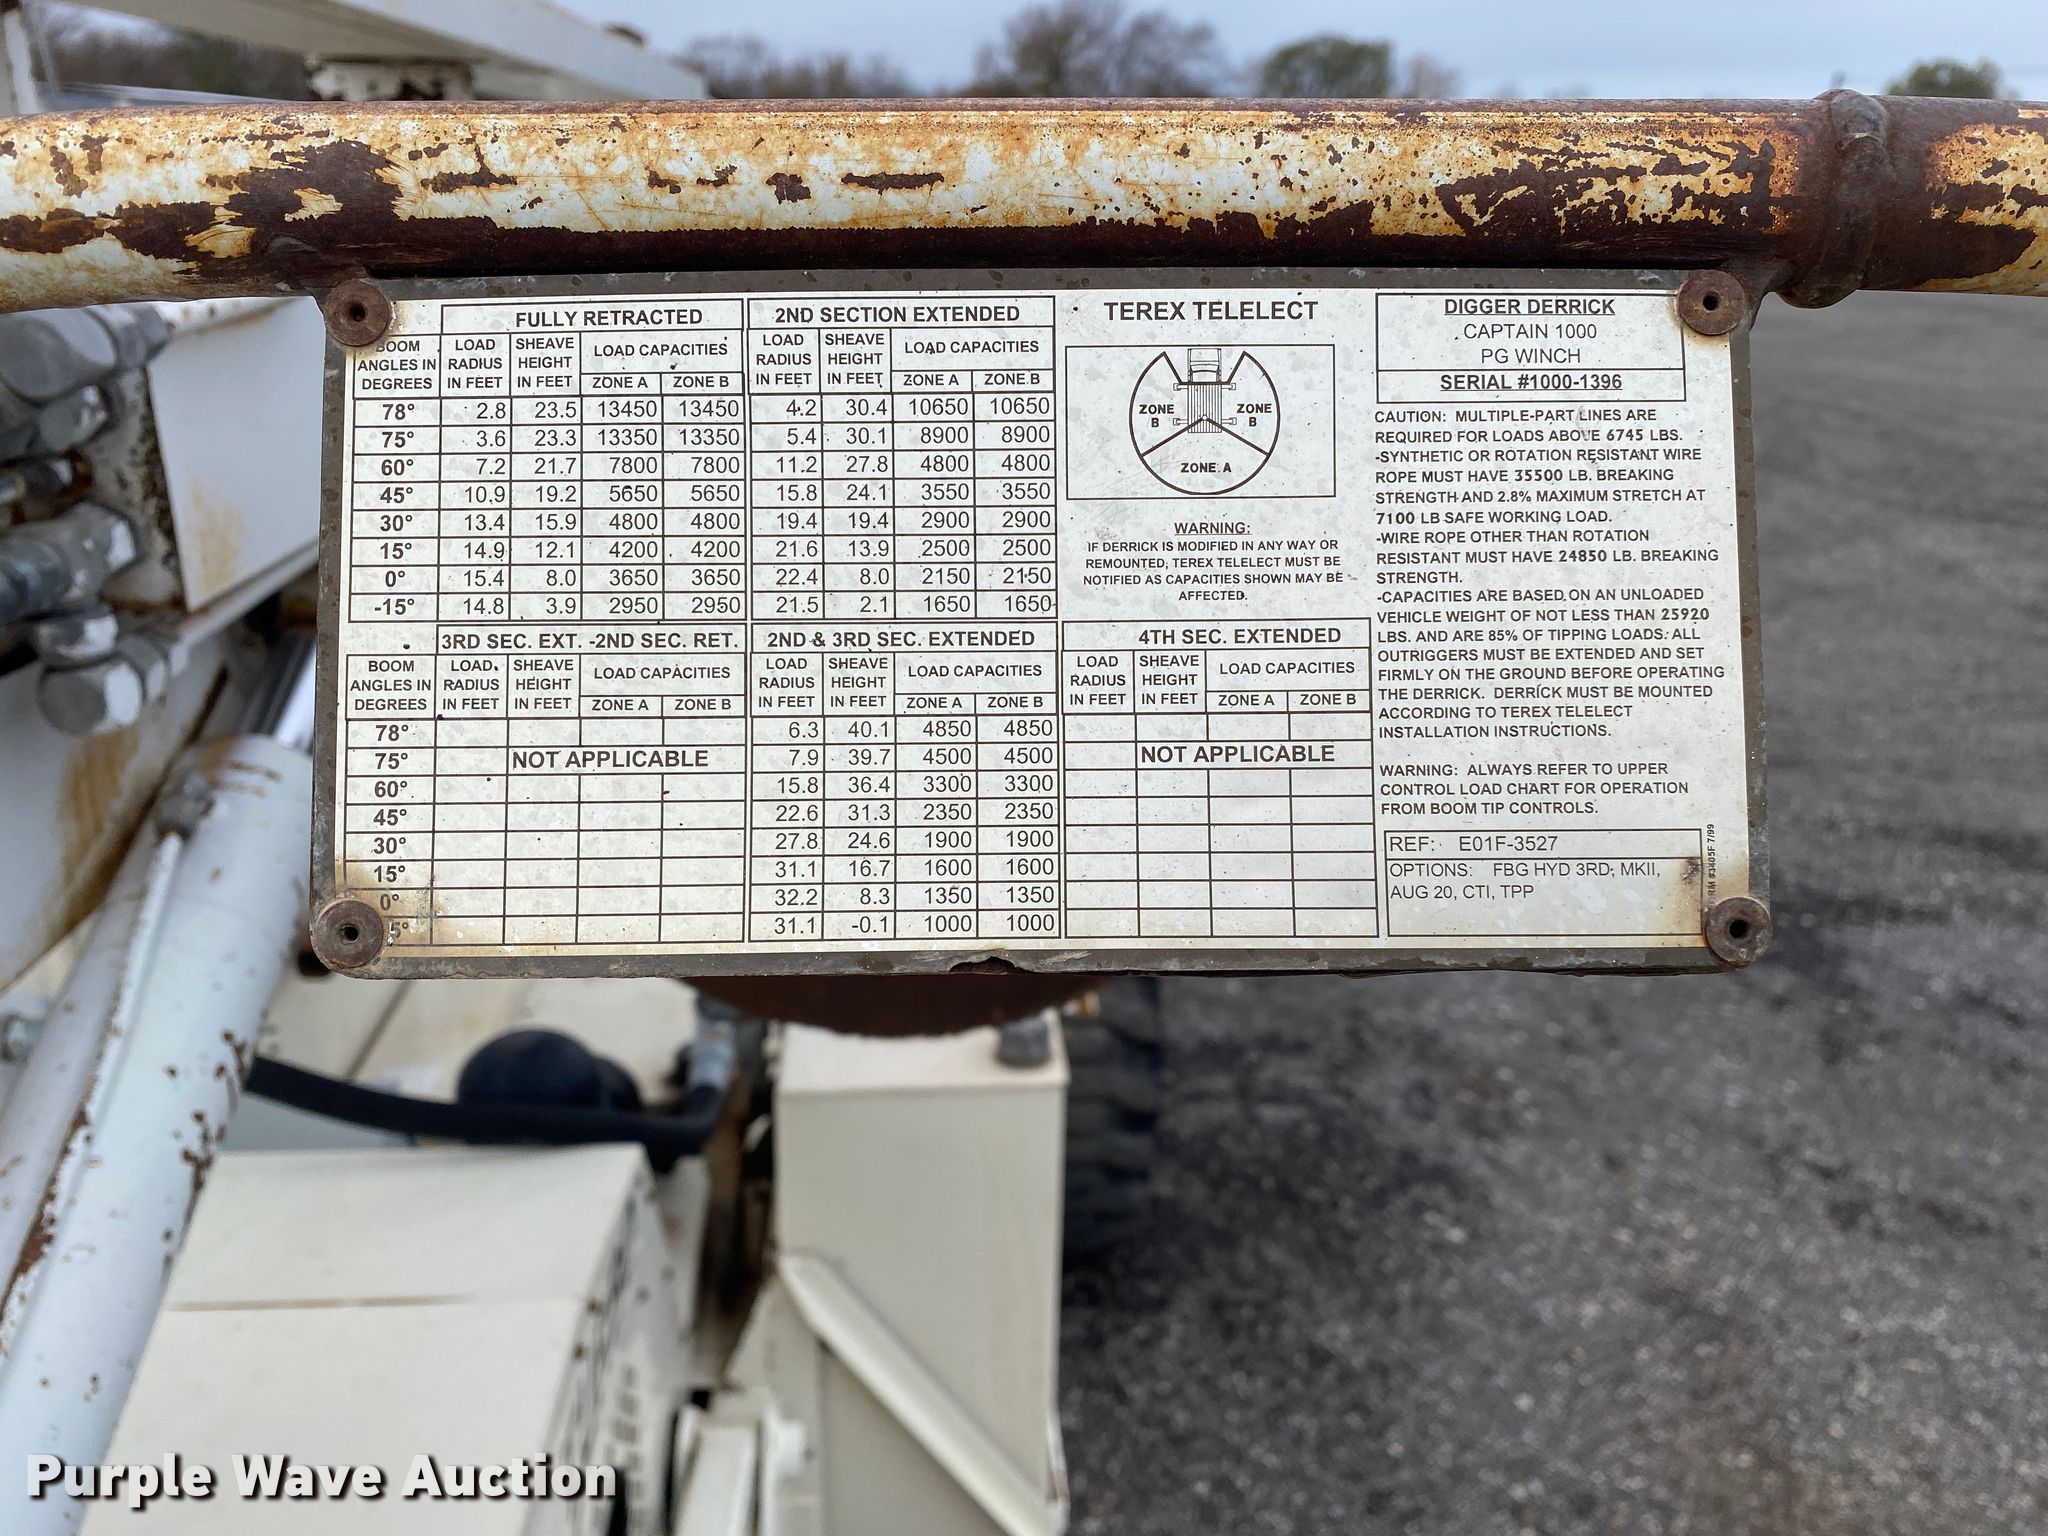 FULLY RETRACTED
2ND SECTION EXTENDED
BOOM ANGLES IN DEGREES LOAD RADIUS IN FEET SHEAVE HEIGHT IN FEET LOAD CAPACITIES ZONE A ZONE B LOAD RADIUS IN FEET SHEAVE HEIGHT IN FEET LOAD CAPACITIES ZONE A ZONE B
78° 2.8 23.5 13450 13450 4.2 30.4 10650 10650
75° 3.6 23.3 13350 13350 5.4 30.1 8900 8900
60° 7.2 21.7 7800 7800 11.2 27.8 4800 4800
45° 10.9 19.2 5650 5650 15.8 24.1 3550 3550
30° 13.4 15.9 4800 4800 19.4 19.4 2900 2900
15° 14.9 12.1 4200 4200 21.6 13.9 2500 2500
0° 15.4 8.0 3650 3650 22.4 8.0 2150 2150
-15° 14.8 3.9 2950 2950 21.5 2.1 1650 1650
TEREX TELELECT
ZONE B
ZONE B
ZONE A
WARNING:
IF DERRICK IS MODIFIED IN ANY WAY OR
REMOUNTED, TEREX TELELECT MUST BE
NOTIFIED AS CAPACITIES SHOWN MAY BE
AFFECTED.
3RD SEC. EXT. -2ND SEC. RET.
2ND & 3RD SEC. EXTENDED
4TH SEC. EXTENDED
BOOM ANGLES IN DEGREES LOAD RADIUS IN FEET SHEAVE HEIGHT IN FEET LOAD CAPACITIES ZONE A ZONE B LOAD RADIUS IN FEET SHEAVE HEIGHT IN FEET LOAD CAPACITIES ZONE A ZONE B LOAD RADIUS IN FEET SHEAVE HEIGHT IN FEET LOAD CAPACITIES ZONE A ZONE B
78° 6.3 40.1 4850 4850
75° NOT APPLICABLE 7.9 39.7 4500 4500 NOT APPLICABLE
60° 15.8 36.4 3300 3300
45° 22.6 31.3 2350 2350
30° 27.8 24.6 1900 1900
15° 31.1 16.7 1600 1600
0° 32.2 8.3 1350 1350
5° 31.1 -0.1 1000 1000
DIGGER DERRICK
CAPTAIN 1000
PG WINCH
SERIAL #1000-1396
CAUTION: MULTIPLE-PART LINES ARE
REQUIRED FOR LOADS ABOVE 6745 LBS.
-SYNTHETIC OR ROTATION RESISTANT WIRE
ROPE MUST HAVE 35500 LB. BREAKING
STRENGTH AND 2.8% MAXIMUM STRETCH AT
7100 LB SAFE WORKING LOAD.
-WIRE ROPE OTHER THAN ROTATION
RESISTANT MUST HAVE 24850 LB. BREAKING
STRENGTH.
-CAPACITIES ARE BASED ON AN UNLOADED
VEHICLE WEIGHT OF NOT LESS THAN 25920
LBS. AND ARE 85% OF TIPPING LOADS. ALL
OUTRIGGERS MUST BE EXTENDED AND SET
FIRMLY ON THE GROUND BEFORE OPERATING
THE DERRICK. DERRICK MUST BE MOUNTED
ACCORDING TO TEREX TELELECT
INSTALLATION INSTRUCTIONS.
WARNING: ALWAYS REFER TO UPPER
CONTROL LOAD CHART FOR OPERATION
FROM BOOM TIP CONTROLS.
REF: E01F-3527
OPTIONS: FBG HYD 3RD, MKII,
AUG 20, CTI, TPP
RM #3405F 7/99
Purple Wave Auction